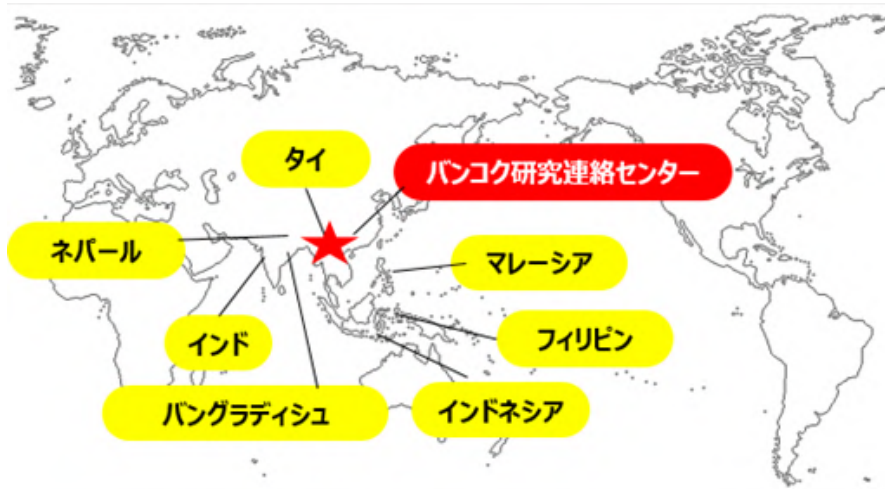 タイ
バンコク研究連絡センター
ネパール
マレーシア
インド
フィリピン
バングラディシュ
インドネシア